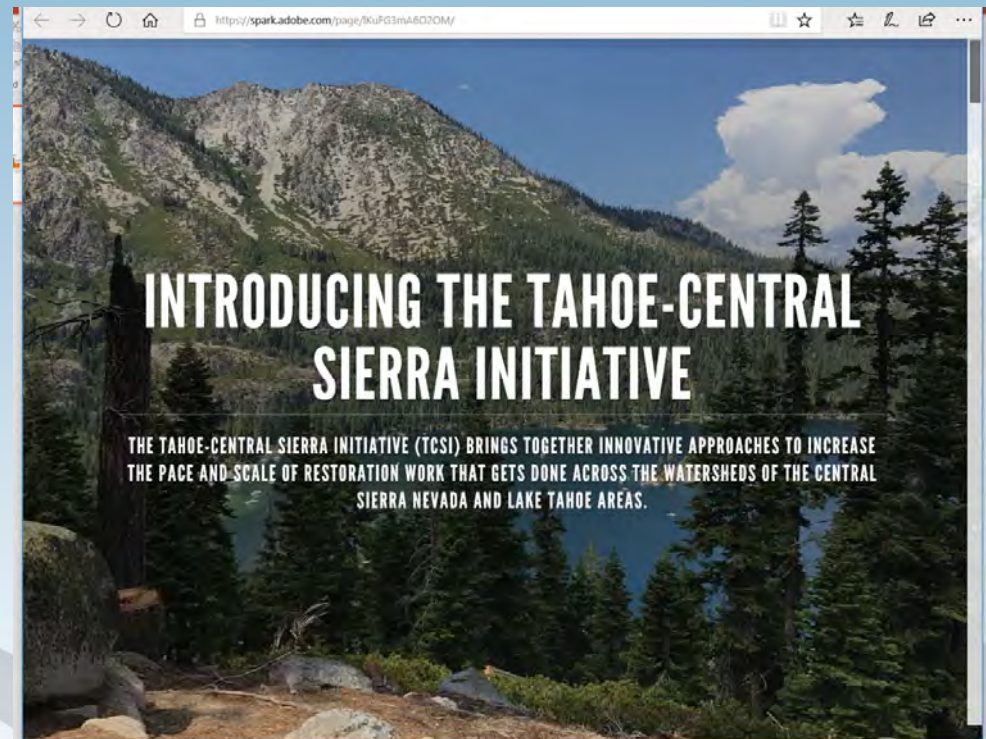 https://spark.adobe.com/page/
INTRODUCING THE TAHOE-CENTRAL
SIERRA INITIATIVE
THE TAHOE-CENTRAL SIERRA INITIATIVE (TCSI) BRINGS TOGETHER INNOVATIVE APPROACHES TO INCREASE
THE PACE AND SCALE OF RESTORATION WORK THAT GETS DONE ACROSS THE WATERSHEDS OF THE CENTRAL
SIERRA NEVADA AND LAKE TAHOE AREAS.